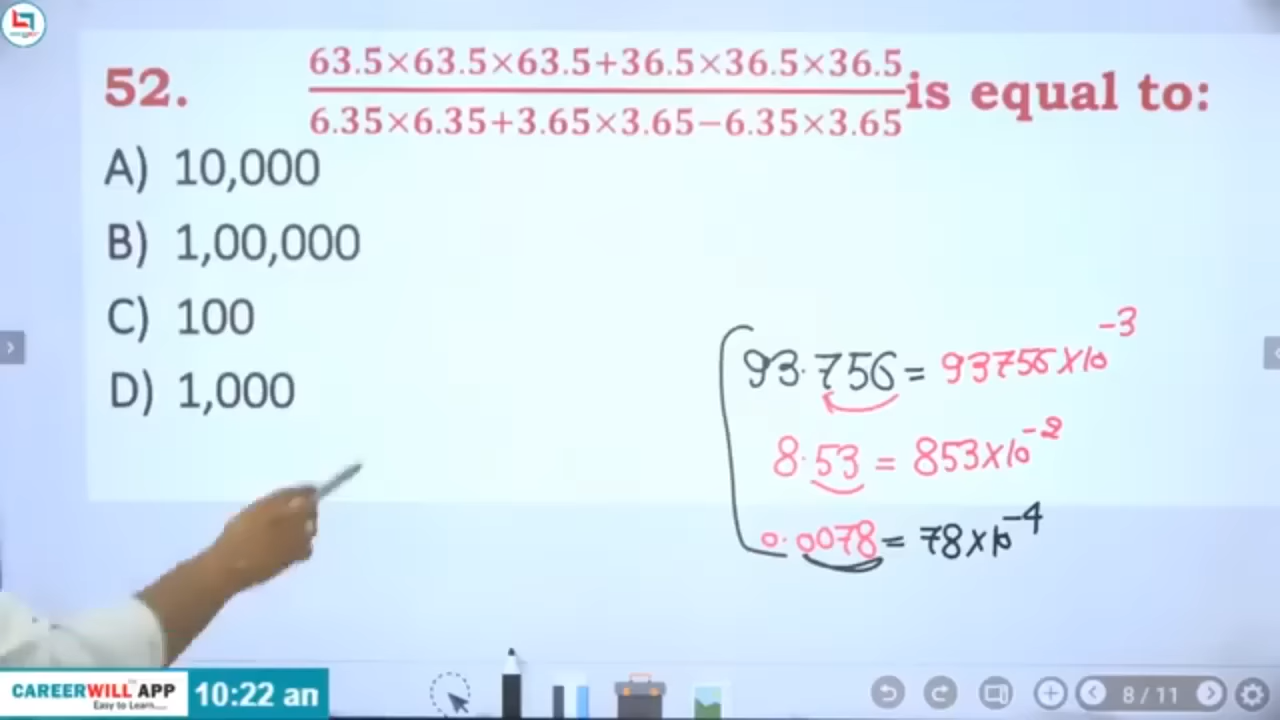 52. 63.5×63.5×63.5+36.5×36.5×36.5 is equal to:
6.35×6.35+3.65×3.65−6.35×3.65
A) 10,000
B) 1,00,000
C) 100
D) 1,000
93.756 = 93756×10⁻³
8.53 = 853×10⁻²
0.0078 = 78×10⁻⁴
CAREERWILL APP
Easy to Learn.....
10:22 an
8 / 11